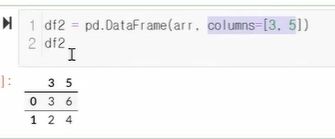 1 df2 = pd.DataFrame(arr, columns=[3, 5])
2 df2
]:
3 5
0 3 6
1 2 4